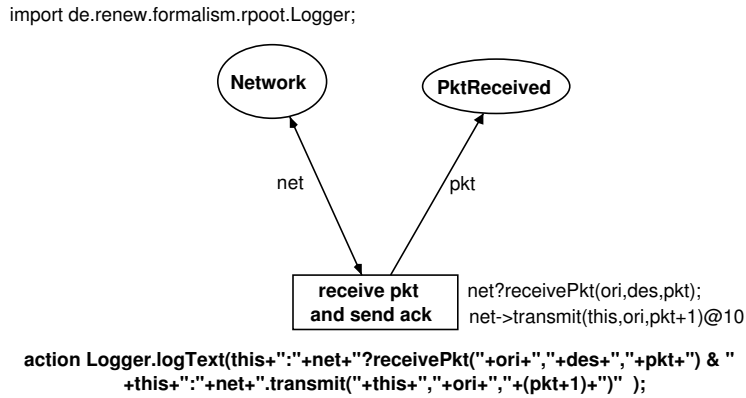 import de.renew.formalism.rpoot.Logger;
Network
PktReceived
net
pkt
receive pkt
and send ack
net?receivePkt(ori,des,pkt);
net->transmit(this,ori,pkt+1)@10
action Logger.logText(this+":"+net+"?receivePkt("+ori+","+des+","+pkt+") & "
+this+":"+net+".transmit("+this+","+ori+","+(pkt+1)+")" );